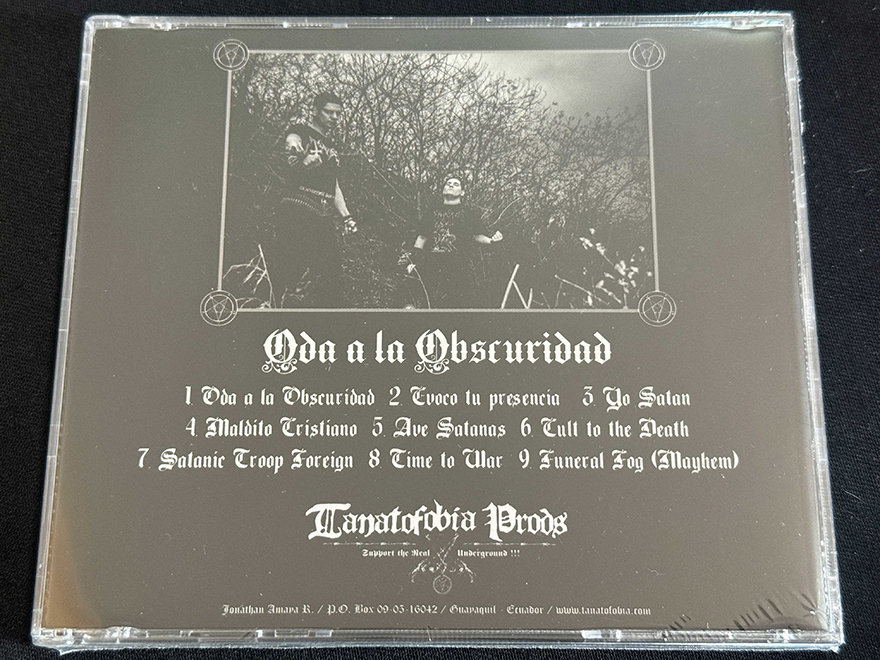 Oda a la Obscuridad
1. Oda a la Obscuridad 2. Evoco tu presencia 3. Yo Satan
4. Maldito Cristiano 5. Ave Satanas 6. Cult to the Death
7. Satanic Troop Foreign 8. Time to War 9. Funeral Fog (Mayhem)
Tanatofobia Prods
Support the Real Underground !!!
Jonathan Amaya R. / P.O. Box 09-05-16042 / Guayaquil - Ecuador / www.tanatofobia.com